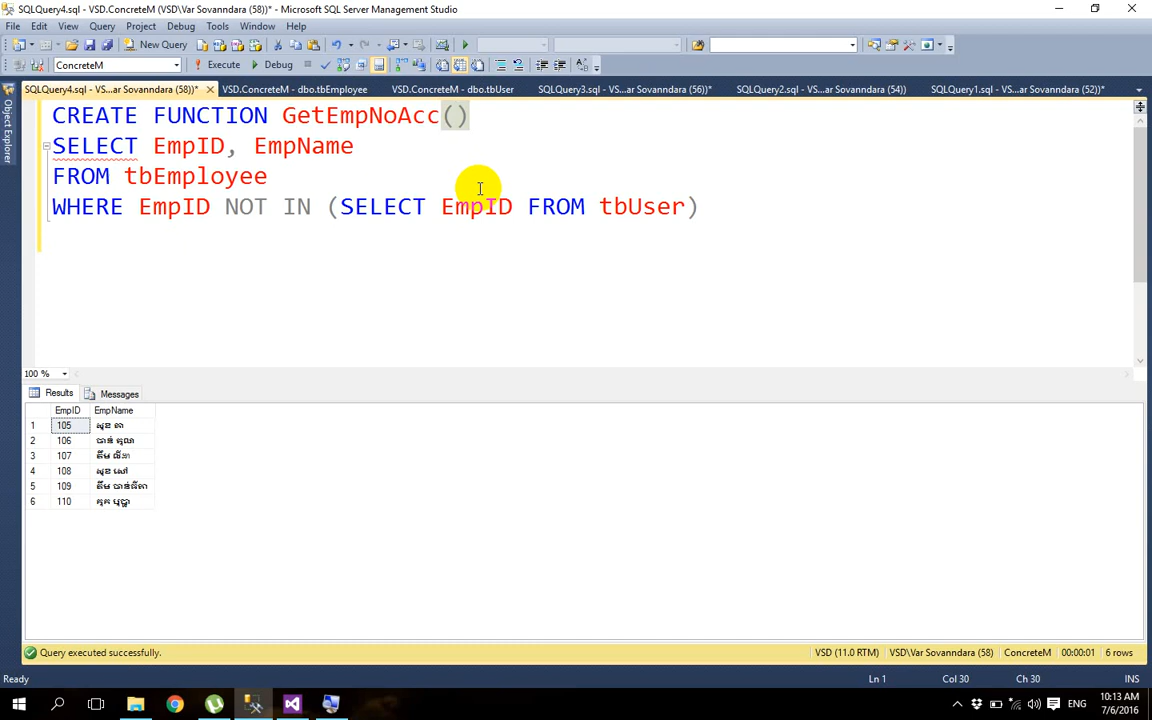 SQLQuery4.sql - VSD.ConcreteM (VSD\Var Sovanndara (58))* - Microsoft SQL Server Management Studio
File Edit View Query Project Debug Tools Window Help
New Query
ConcreteM Execute Debug
SQLQuery4.sql - VS...ar Sovanndara (58))* VSD.ConcreteM - dbo.tbEmployee VSD.ConcreteM - dbo.tbUser SQLQuery3.sql - VS...ar Sovanndara (56))* SQLQuery2.sql - VS...ar Sovanndara (54)) SQLQuery1.sql - VS...ar Sovanndara (52))*
Object Explorer
CREATE FUNCTION GetEmpNoAcc()
SELECT EmpID, EmpName
FROM tbEmployee
WHERE EmpID NOT IN (SELECT EmpID FROM tbUser)
100 %
Results Messages
EmpID EmpName
1 105
2 106
3 107
4 108
5 109
6 110
Query executed successfully. VSD (11.0 RTM) VSD\Var Sovanndara (58) ConcreteM 00:00:01 6 rows
Ready Ln 1 Col 30 Ch 30 INS
ENG 10:13 AM
7/6/2016